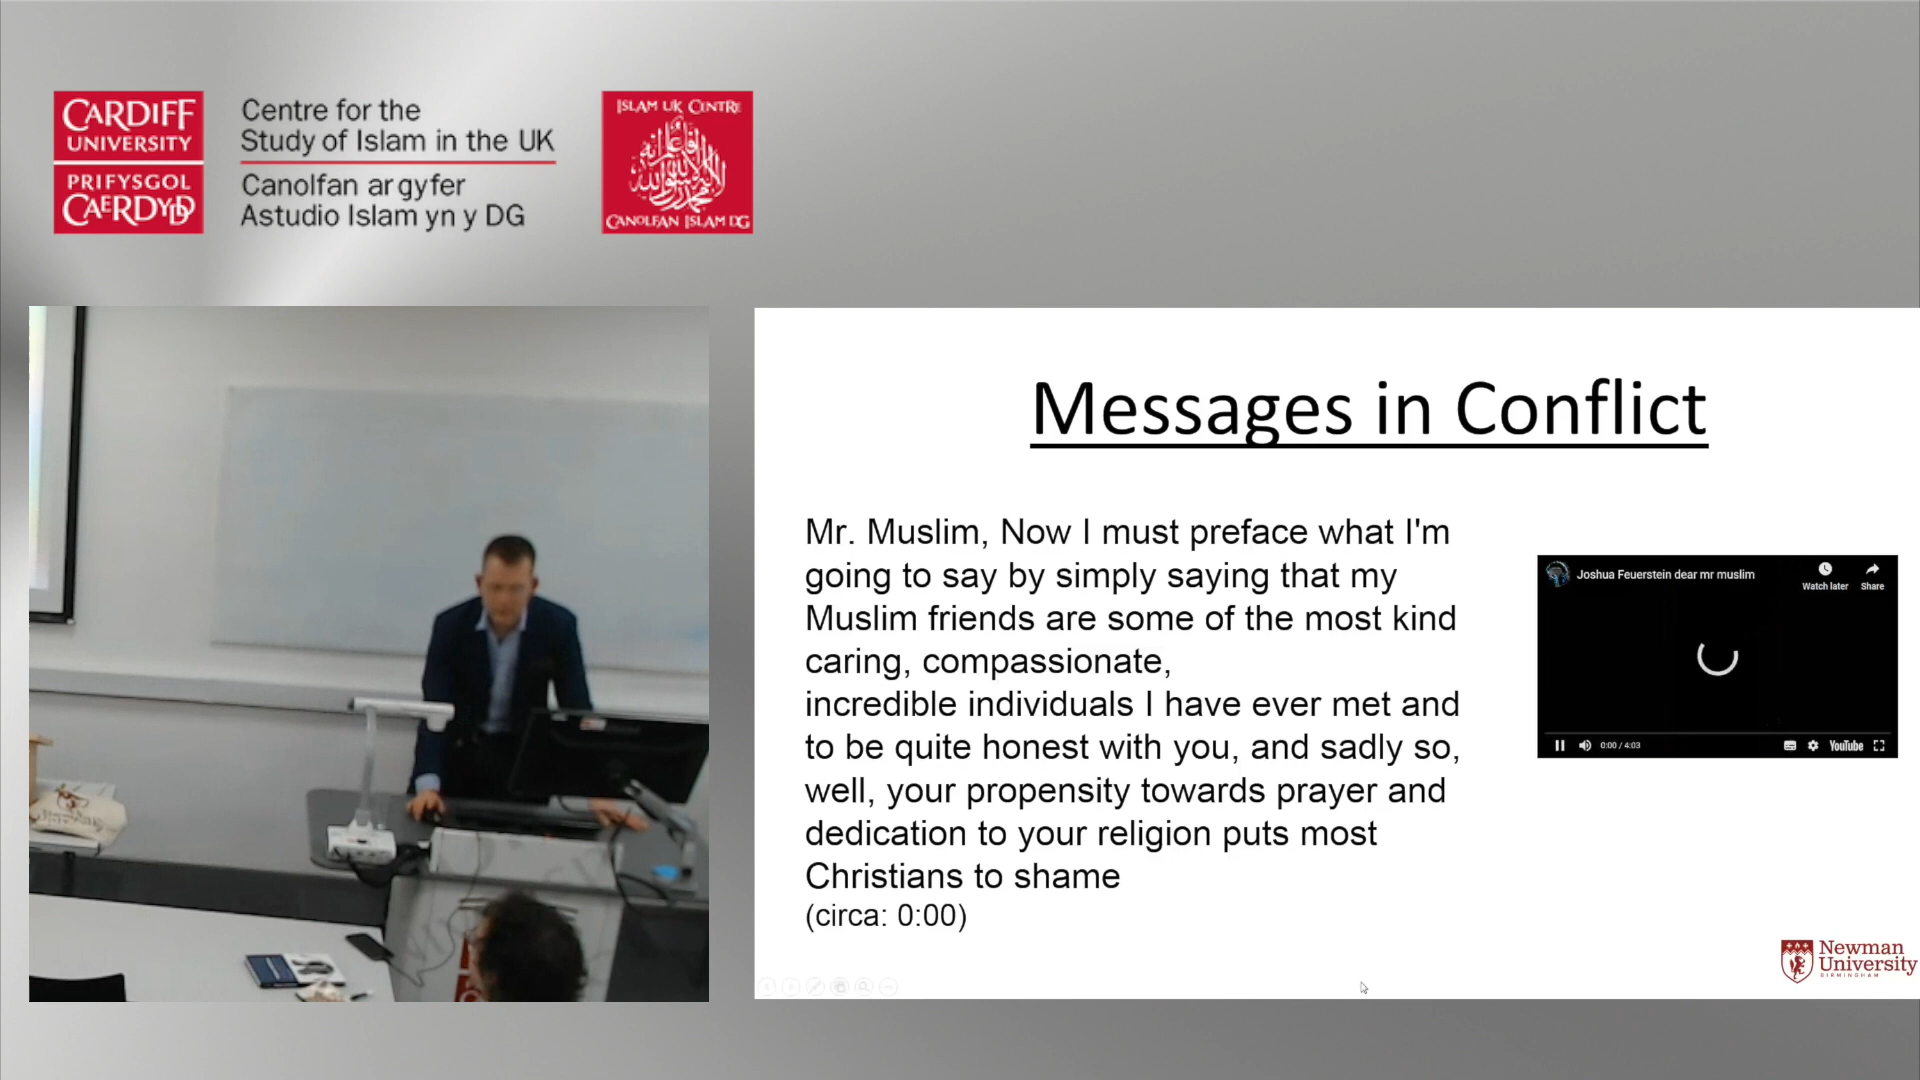 CARDIFF
UNIVERSITY
PRIFYSGOL
CAERDYDD
Centre for the
Study of Islam in the UK
Canolfan ar gyfer
Astudio Islam yn y DG
ISLAM UK CENTRE
CANOLFAN ISLAM DG
Messages in Conflict
Mr. Muslim, Now I must preface what I'm
going to say by simply saying that my
Muslim friends are some of the most kind
caring, compassionate,
incredible individuals I have ever met and
to be quite honest with you, and sadly so,
well, your propensity towards prayer and
dedication to your religion puts most
Christians to shame
(circa: 0:00)
Joshua Feuerstein dear mr muslim
Watch later
Share
0:00 / 4:03
YouTube
Newman
University
BIRMINGHAM